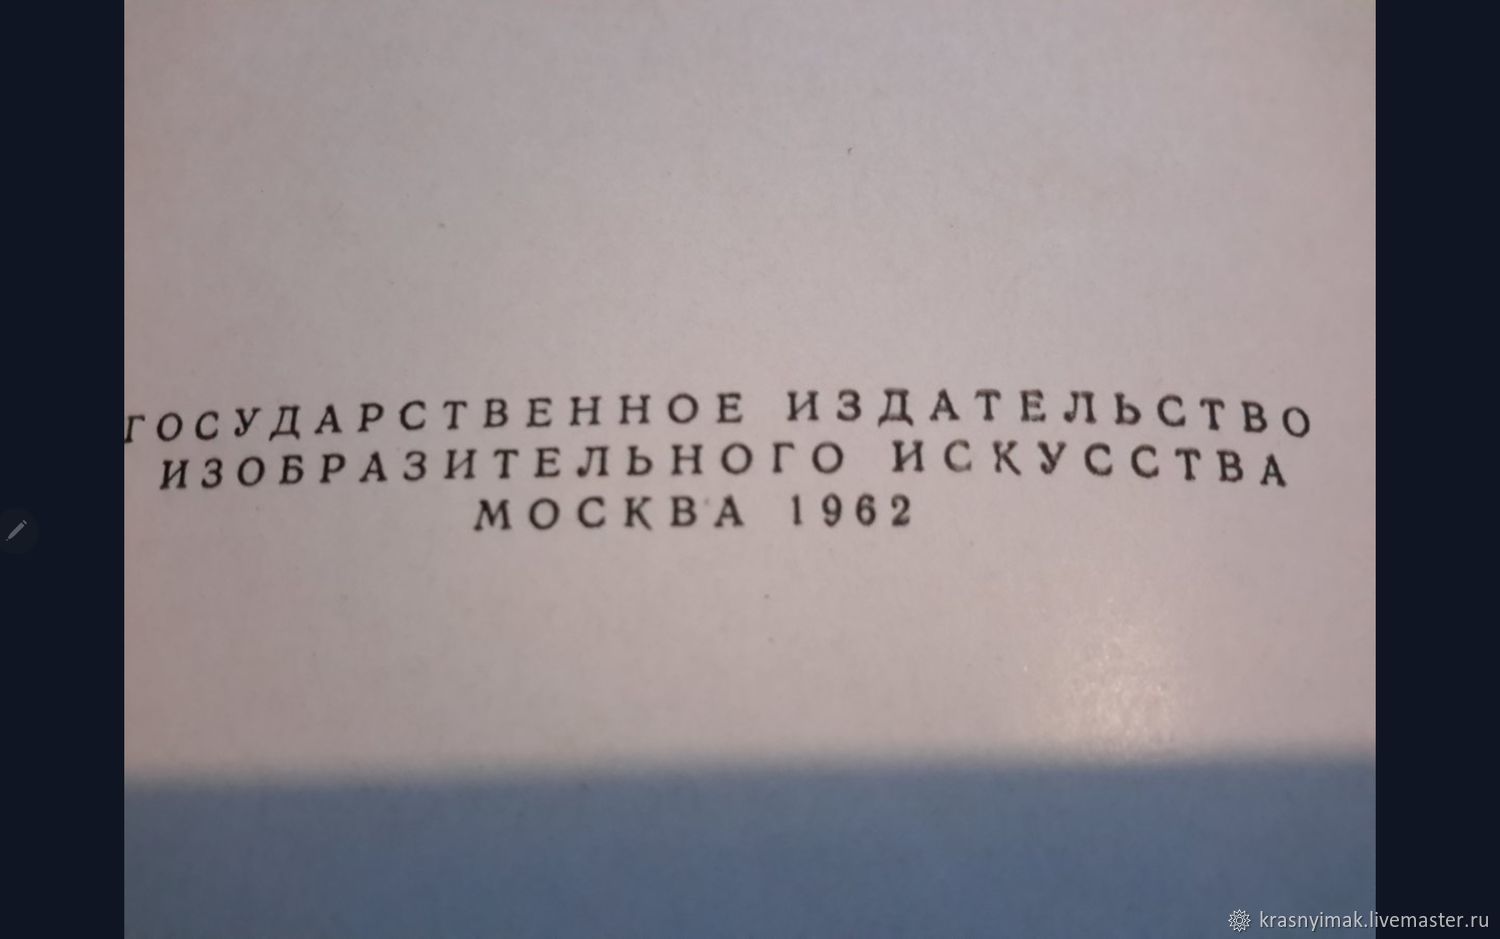 ГОСУДАРСТВЕННОЕ ИЗДАТЕЛЬСТВО
ИЗОБРАЗИТЕЛЬНОГО ИСКУССТВА
МОСКВА 1962
krasnyimak.livemaster.ru